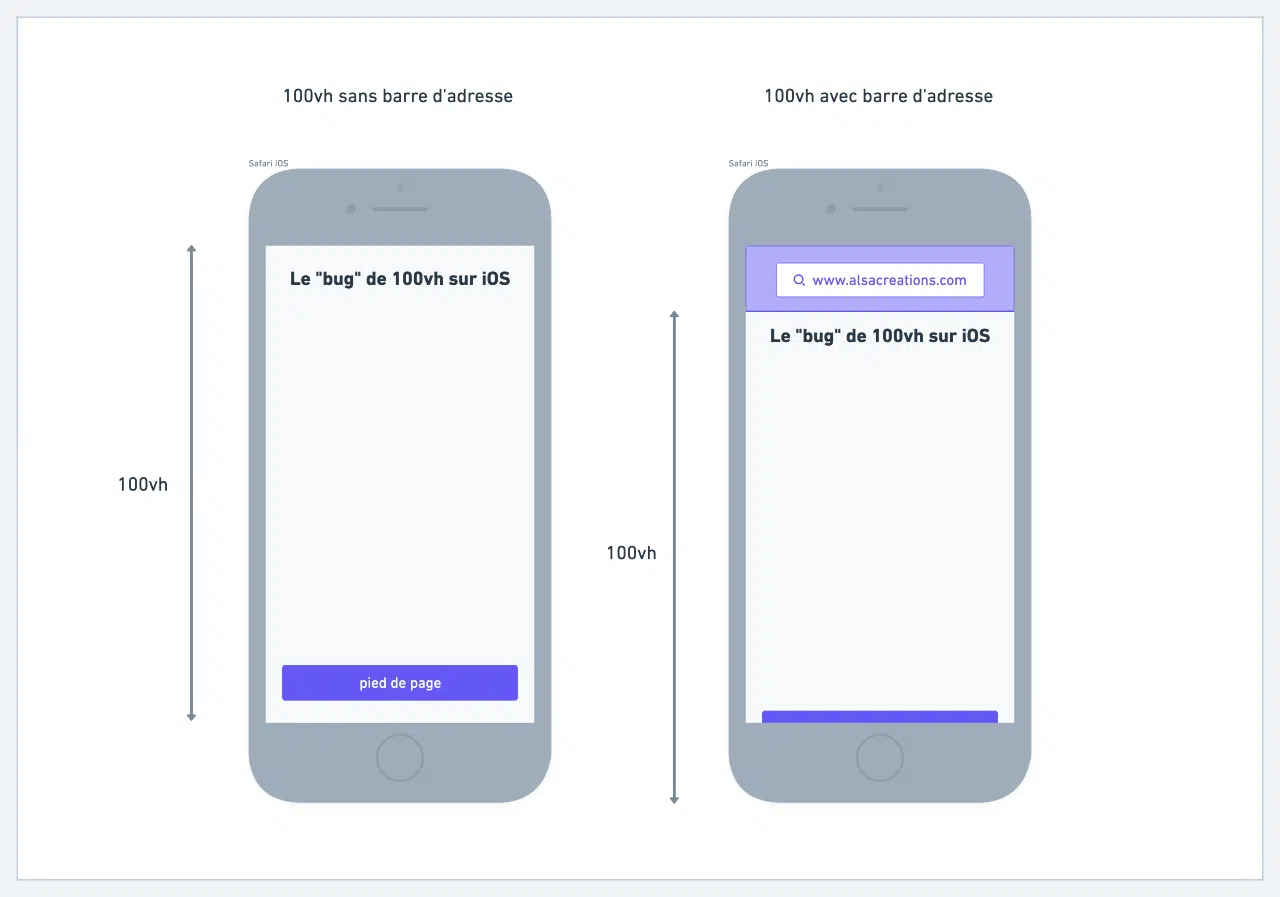 100vh sans barre d'adresse
100vh avec barre d'adresse
Safari iOS
Safari iOS
Le "bug" de 100vh sur iOS
www.alsacreations.com
Le "bug" de 100vh sur iOS
100vh
100vh
pied de page